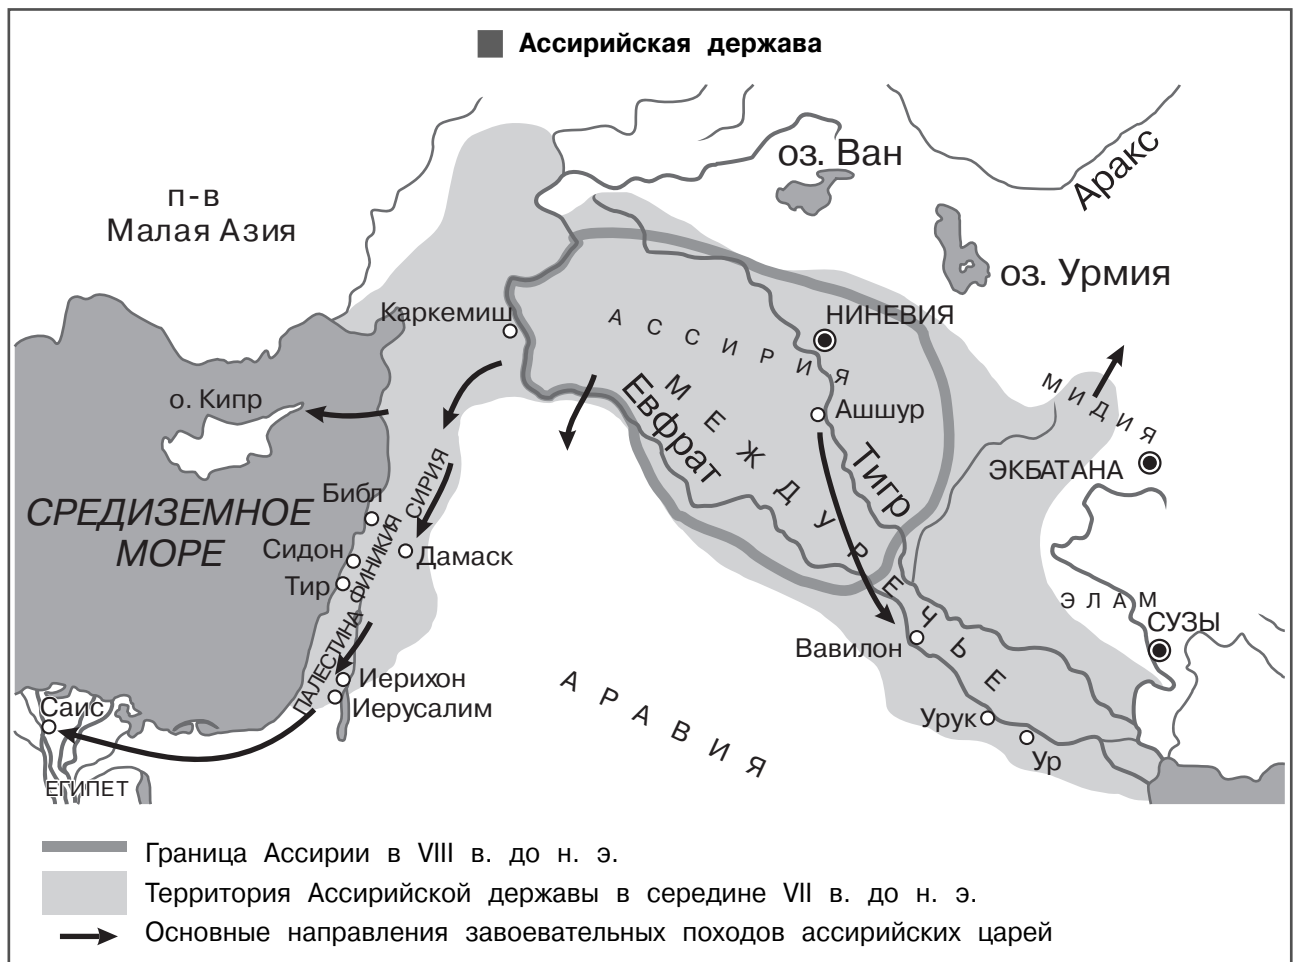 Ассирийская держава
оз. Ван
Аракс
п-в
Малая Азия
оз. Урмия
Каркемиш
АССИРИЯ
НИНЕВИЯ
МИДИЯ
о. Кипр
Евфрат
МЕЖДУРЕЧЬЕ
Ашшур
Тигр
ЭКБАТАНА
СРЕДИЗЕМНОЕ
МОРЕ
Библ
СИРИЯ
Сидон
ФИНИКИЯ
Дамаск
Тир
ЭЛАМ
СУЗЫ
ПАЛЕСТИНА
Вавилон
Иерихон
Иерусалим
АРАВИЯ
Саис
Урук
Ур
ЕГИПЕТ
Граница Ассирии в VIII в. до н. э.
Территория Ассирийской державы в середине VII в. до н. э.
Основные направления завоевательных походов ассирийских царей